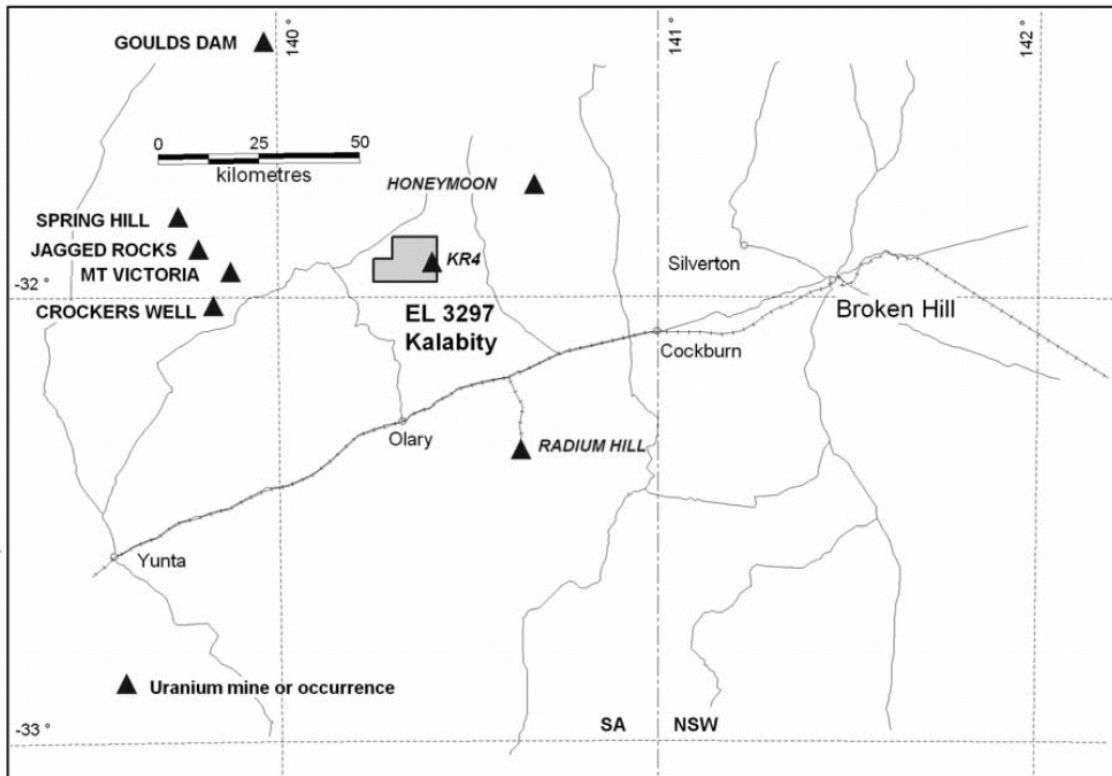 GOULDS DAM
140 °
141 °
142 °
0 25 50
kilometres
HONEYMOON
SPRING HILL
JAGGED ROCKS
MT VICTORIA
CROCKERS WELL
KR4
EL 3297
Kalabity
-32 °
Silverton
Broken Hill
Cockburn
Olary
RADIUM HILL
Yunta
Uranium mine or occurrence
SA NSW
-33 °